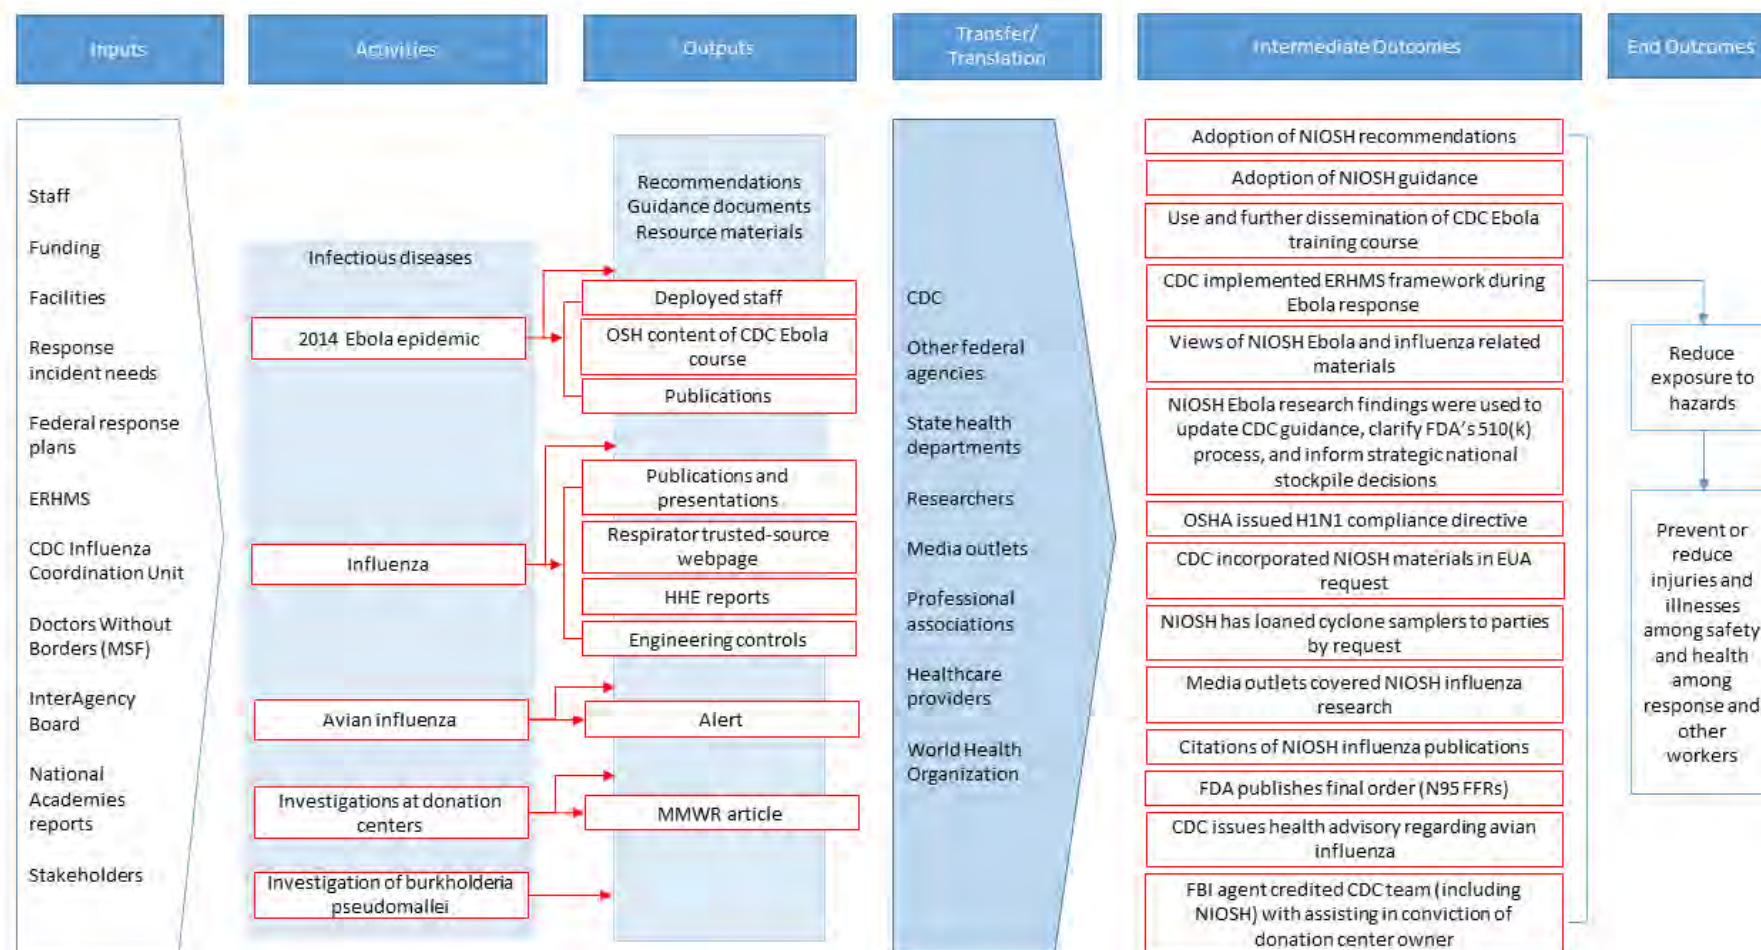 Inputs
Activities
Outputs
Transfer/
Translation
Intermediate Outcomes
End Outcomes
Staff
Funding
Facilities
Response
incident needs
Federal response
plans
ERHMS
CDC Influenza
Coordination Unit
Doctors Without
Borders (MSF)
InterAgency
Board
National
Academies
reports
Stakeholders
Infectious diseases
2014 Ebola epidemic
Influenza
Avian influenza
Investigations at donation
centers
Investigation of burkholderia
pseudomallei
Recommendations
Guidance documents
Resource materials
Deployed staff
OSH content of CDC Ebola
course
Publications
Publications and
presentations
Respirator trusted-source
webpage
HHE reports
Engineering controls
Alert
MMWR article
CDC
Other federal
agencies
State health
departments
Researchers
Media outlets
Professional
associations
Healthcare
providers
World Health
Organization
Adoption of NIOSH recommendations
Adoption of NIOSH guidance
Use and further dissemination of CDC Ebola
training course
CDC implemented ERHMS framework during
Ebola response
Views of NIOSH Ebola and influenza related
materials
NIOSH Ebola research findings were used to
update CDC guidance, clarify FDA's 510(k)
process, and inform strategic national
stockpile decisions
OSHA issued H1N1 compliance directive
CDC incorporated NIOSH materials in EUA
request
NIOSH has loaned cyclone samplers to parties
by request
Media outlets covered NIOSH influenza
research
Citations of NIOSH influenza publications
FDA publishes final order (N95 FFRs)
CDC issues health advisory regarding avian
influenza
FBI agent credited CDC team (including
NIOSH) with assisting in conviction of
donation center owner
Reduce
exposure to
hazards
Prevent or
reduce
injuries and
illnesses
among safety
and health
among
response and
other
workers